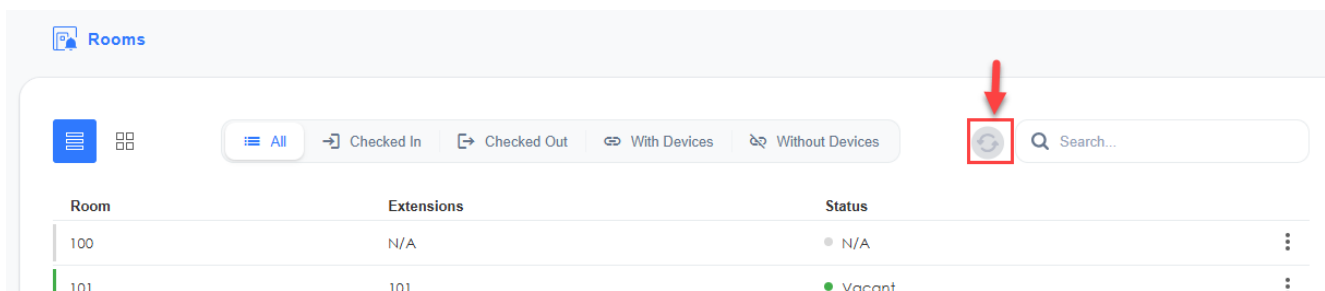 Rooms
All Checked In Checked Out With Devices Without Devices Search...
Room Extensions Status
100 N/A N/A
101 101 Vacant